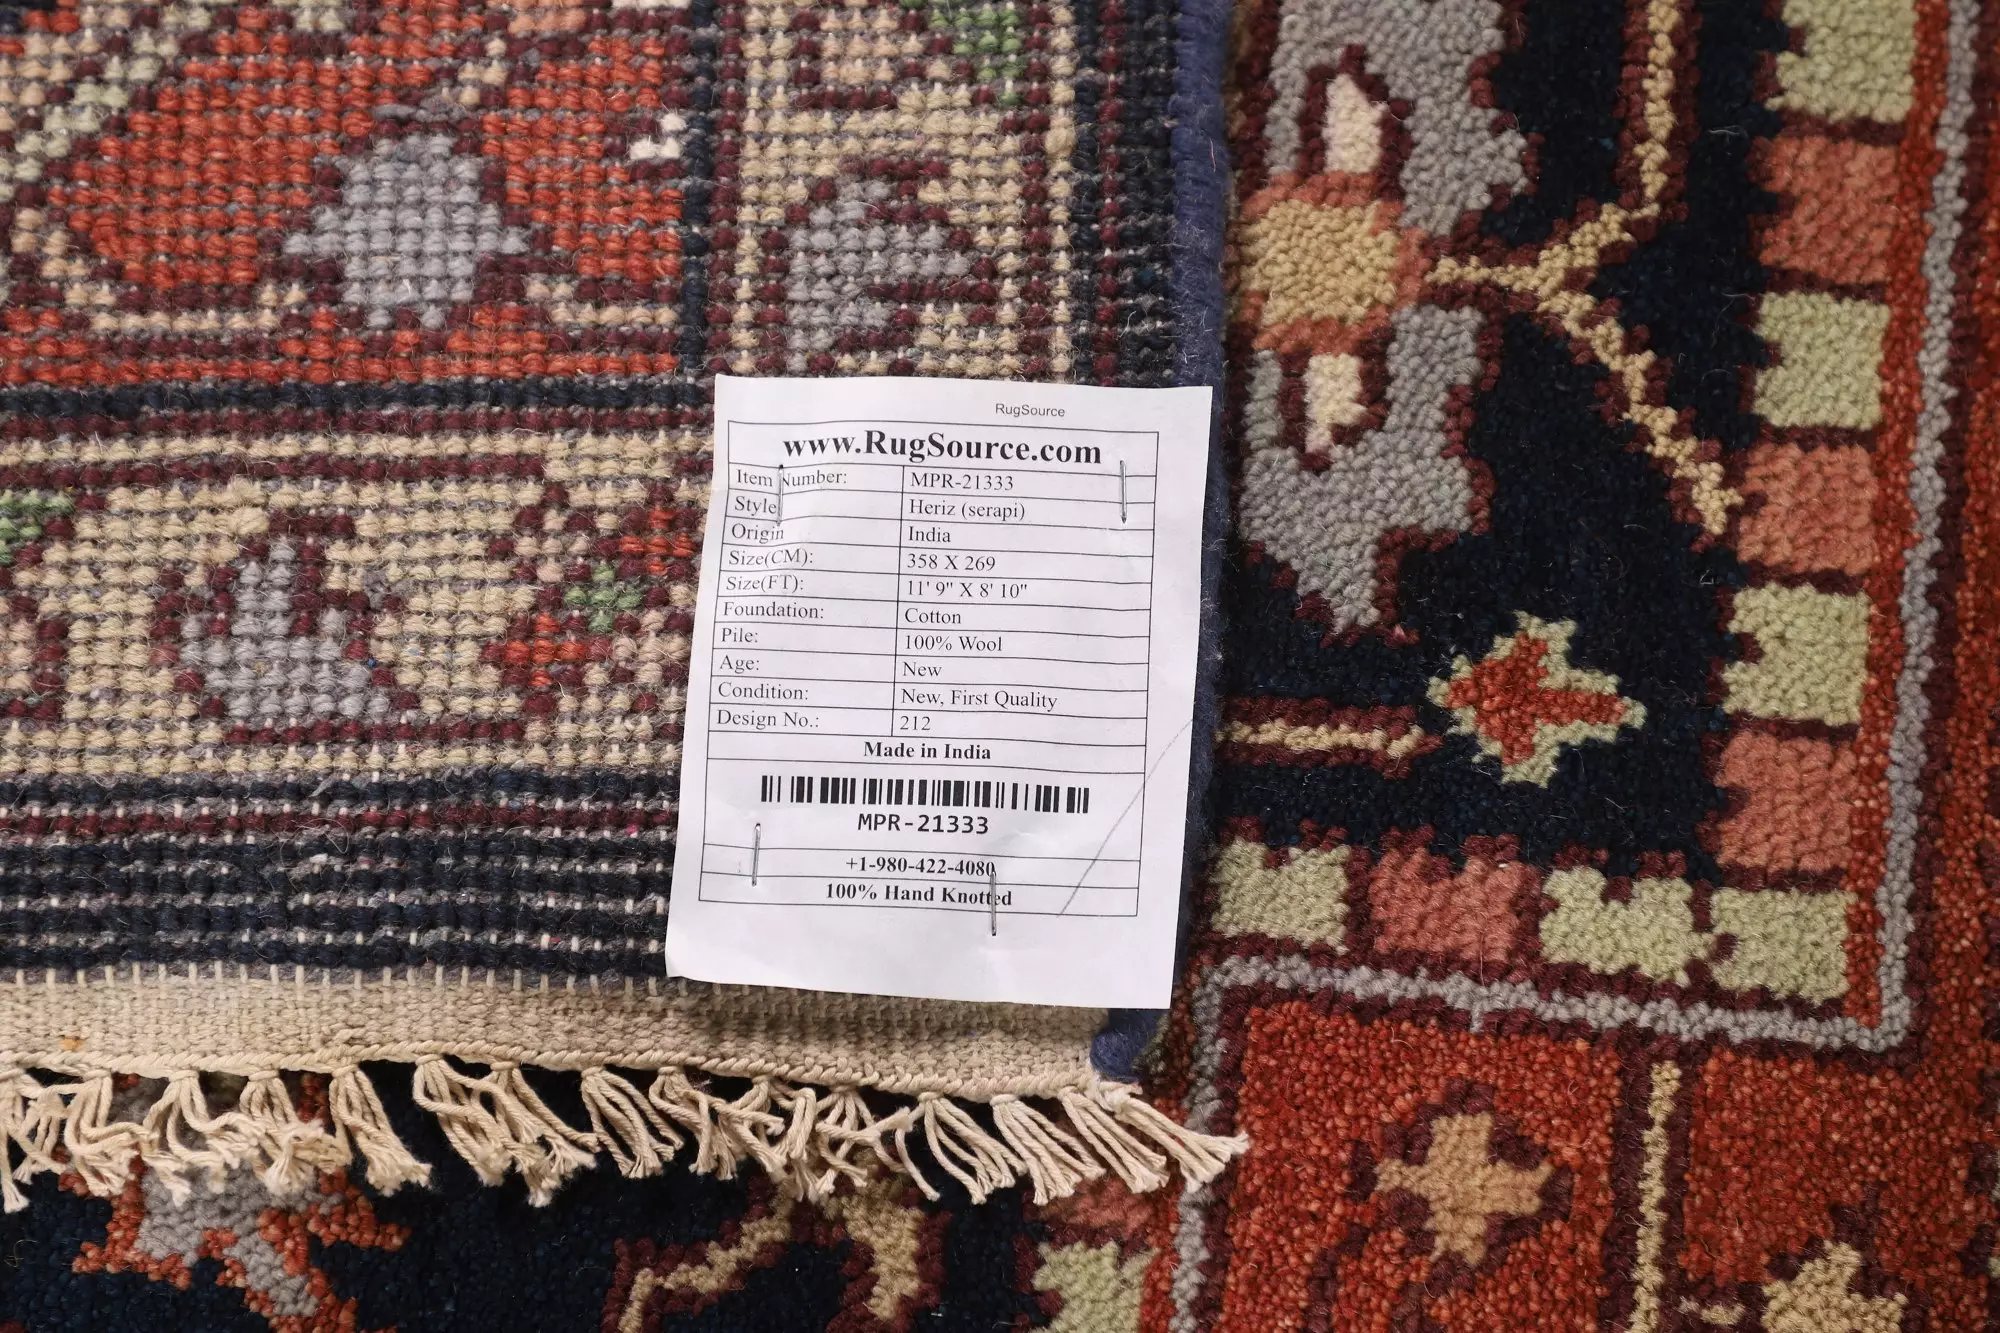 RugSource
www.RugSource.com
Item Number: MPR-21333
Style Heriz (serapi)
Origin India
Size(CM): 358 X 269
Size(FT): 11' 9" X 8' 10"
Foundation: Cotton
Pile: 100% Wool
Age: New
Condition: New, First Quality
Design No.: 212
Made in India
MPR-21333
+1-980-422-4080
100% Hand Knotted